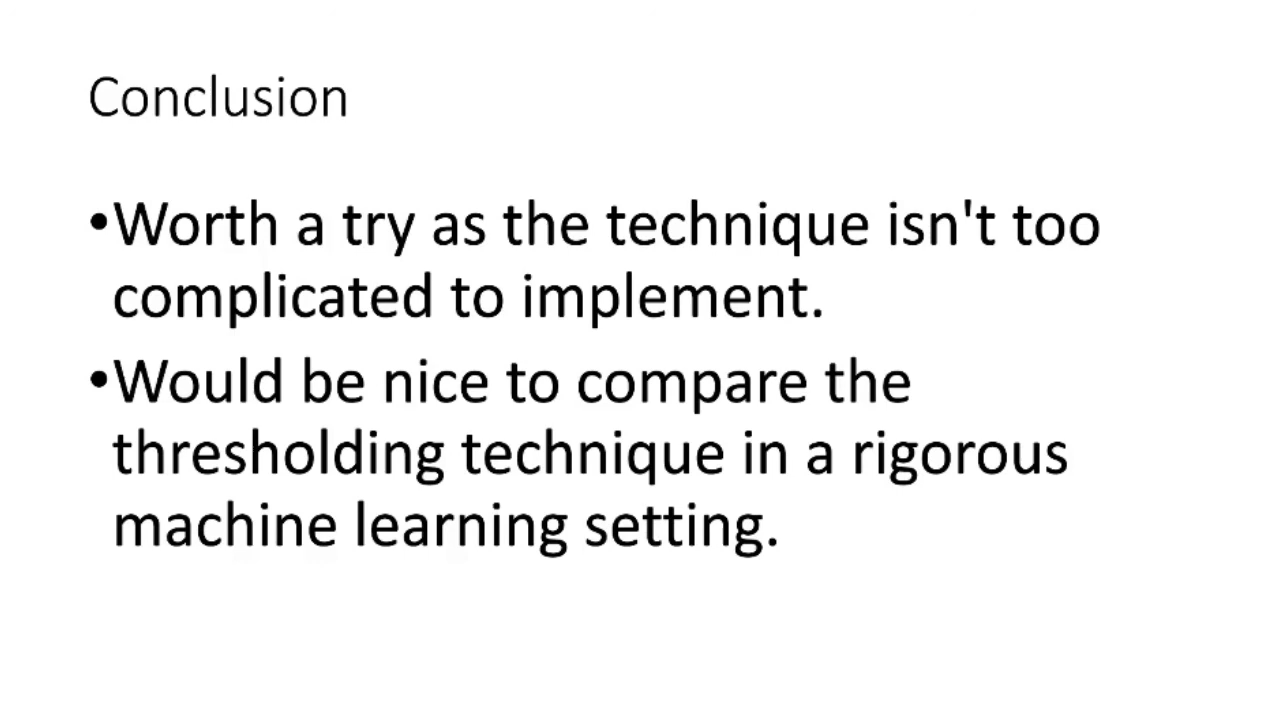 Conclusion
•Worth a try as the technique isn't too
complicated to implement.
•Would be nice to compare the
thresholding technique in a rigorous
machine learning setting.